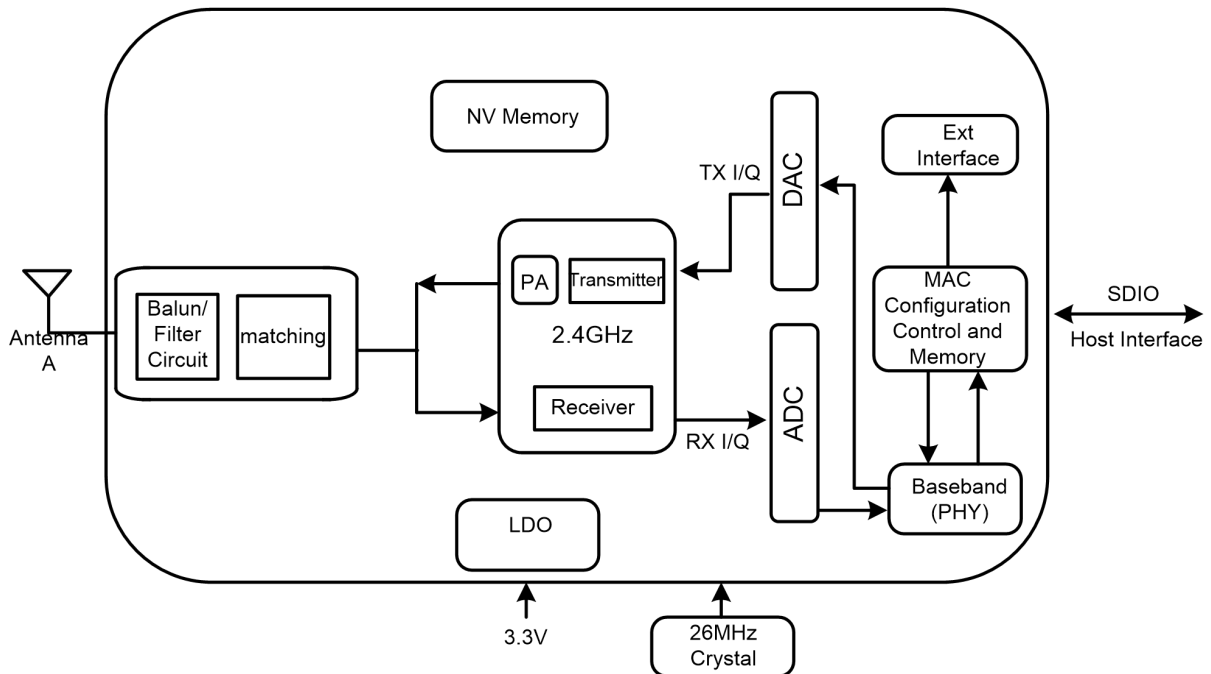 NV Memory
Ext
Interface
TX I/Q
DAC
PA
Transmitter
2.4GHz
Receiver
Balun/
Filter
Circuit
matching
Antenna
A
MAC
Configuration
Control and
Memory
SDIO
Host Interface
RX I/Q
ADC
Baseband
(PHY)
LDO
3.3V
26MHz
Crystal